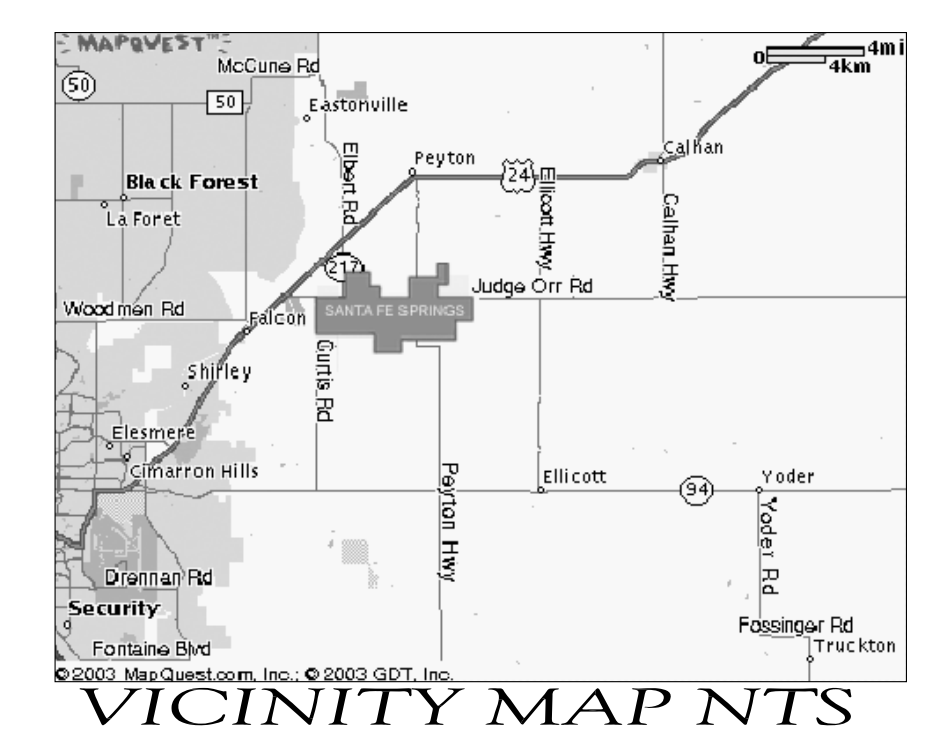 MAPQUEST™
0 4mi
4km
McCune Rd
50
50
Eastonville
Elbert Rd
Peyton
24
Calhan
Ellicott Hwy
Calhan Hwy
Black Forest
La Foret
217
Judge Orr Rd
Woodmen Rd
SANTA FE SPRINGS
Falcon
Curtis Rd
Shirley
Elesmere
Cimarron Hills
Peyton Hwy
Ellicott
94
Yoder
Yoder Rd
Drennan Rd
Security
Fossinger Rd
Fontaine Blvd
Truckton
©2003 MapQuest.com, Inc.; ©2003 GDT, Inc.
VICINITY MAP NTS